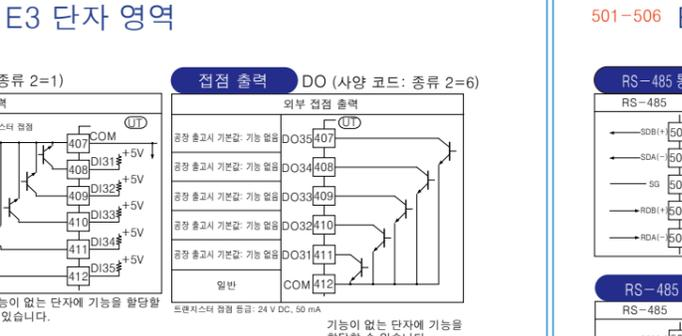 E3 단자 영역
501-506
종류 2=1)
접점 출력 DO (사양 코드: 종류 2=6)
스터 접점
UT
COM
407
+5V
DI31
408
+5V
DI32
409
+5V
DI33
410
+5V
DI34
411
+5V
DI35
412
능이 없는 단자에 기능을 할당할
있습니다.
외부 접점 출력
UT
공장 출고시 기본값: 기능 없음 DO35 407
공장 출고시 기본값: 기능 없음 DO34 408
공장 출고시 기본값: 기능 없음 DO33 409
공장 출고시 기본값: 기능 없음 DO32 410
공장 출고시 기본값: 기능 없음 DO31 411
일반 COM 412
트랜지스터 접점 등급: 24 V DC, 50 mA
기능이 없는 단자에 기능을
RS-485
RS-485
SDB(+)
SDA(-)
SG
RDB(+)
RDA(-)
RS-485
RS-485